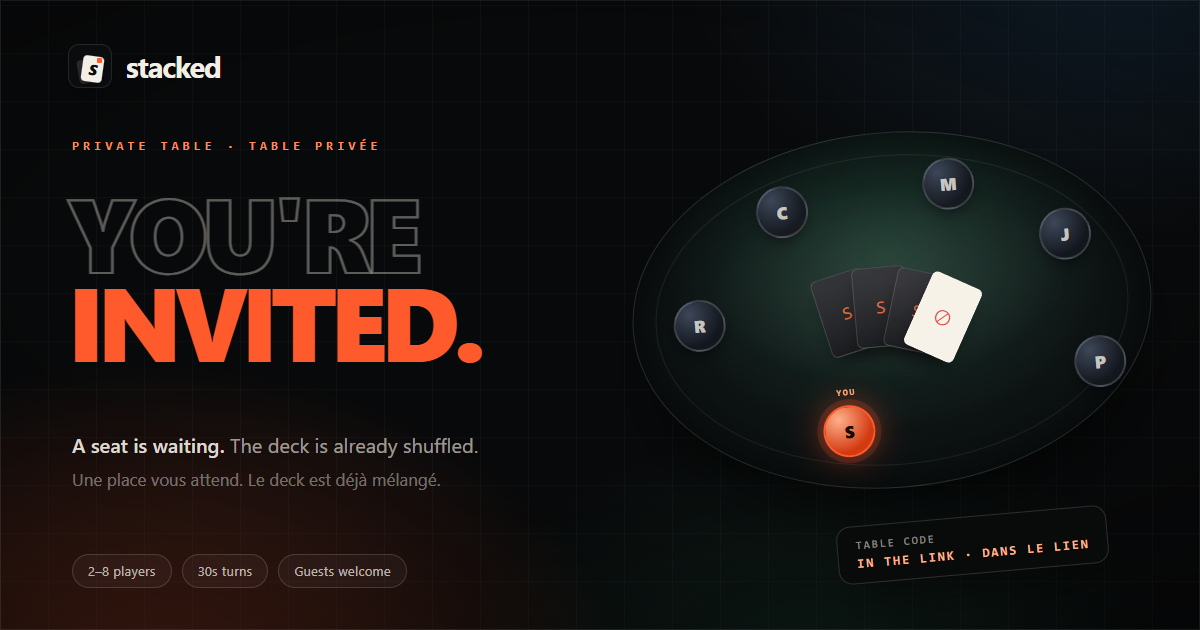 S
stacked
PRIVATE TABLE · TABLE PRIVÉE
YOU'RE
INVITED.
A seat is waiting. The deck is already shuffled.
Une place vous attend. Le deck est déjà mélangé.
2–8 players
30s turns
Guests welcome
M
C
J
R
P
S
S
S
YOU
S
TABLE CODE
IN THE LINK · DANS LE LIEN